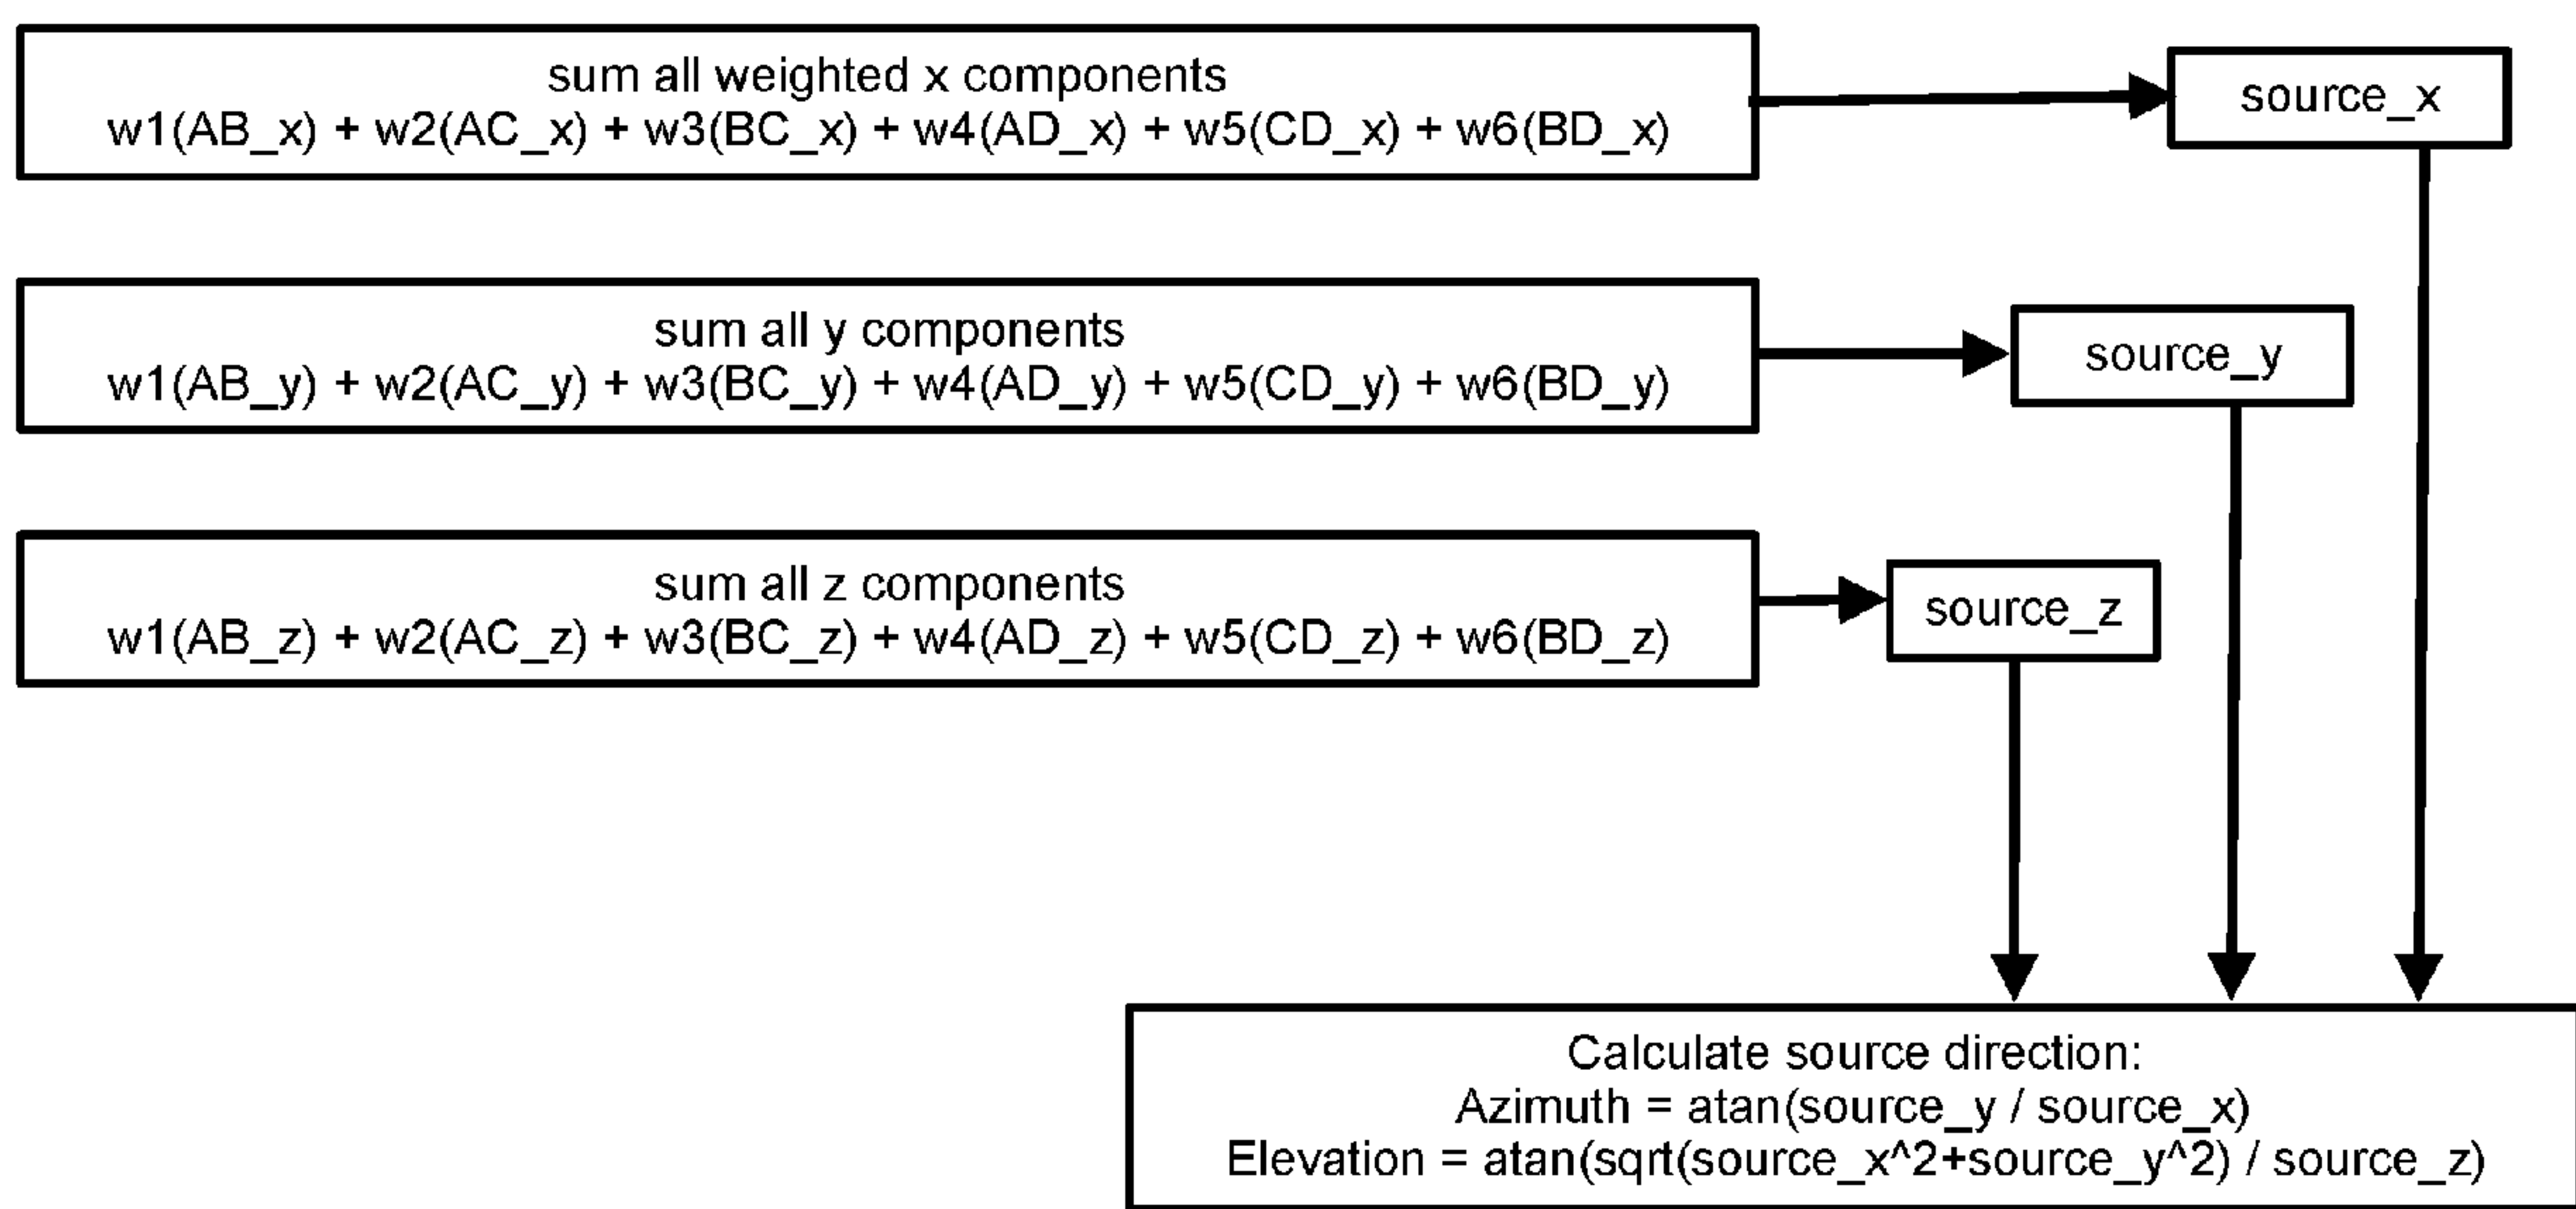 sum all weighted x components
w1(AB_x) + w2(AC_x) + w3(BC_x) + w4(AD_x) + w5(CD_x) + w6(BD_x)
source_x
sum all y components
w1(AB_y) + w2(AC_y) + w3(BC_y) + w4(AD_y) + w5(CD_y) + w6(BD_y)
source_y
sum all z components
w1(AB_z) + w2(AC_z) + w3(BC_z) + w4(AD_z) + w5(CD_z) + w6(BD_z)
source_z
Calculate source direction:
Azimuth = atan(source_y / source_x)
Elevation = atan(sqrt(source_x^2+source_y^2) / source_z)